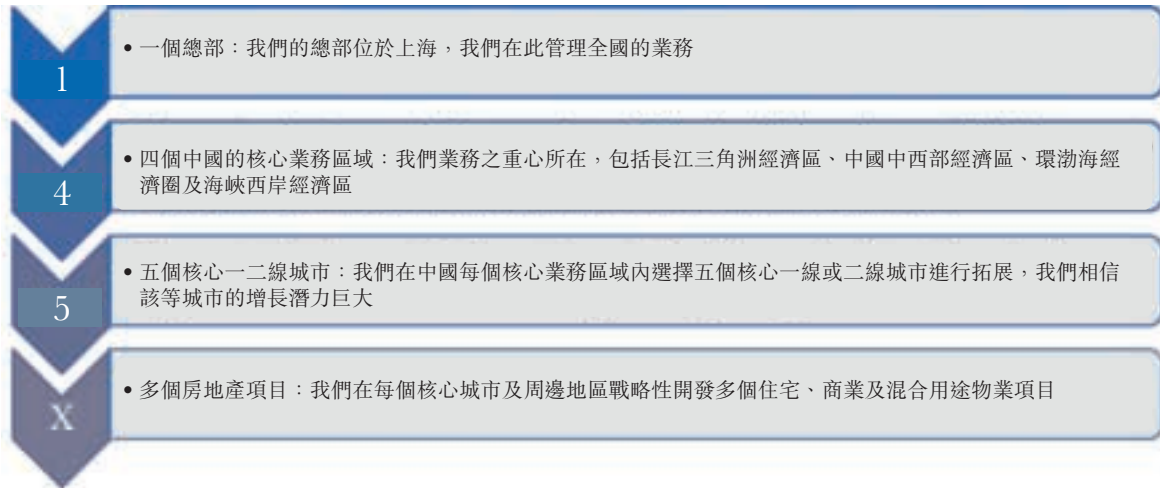 1
• 一個總部：我們的總部位於上海，我們在此管理全國的業務
4
• 四個中國的核心業務區域：我們業務之重心所在，包括長江三角洲經濟區、中國中西部經濟區、環渤海經
濟圈及海峽西岸經濟區
5
• 五個核心一二線城市：我們在中國每個核心業務區域內選擇五個核心一線或二線城市進行拓展，我們相信
該等城市的增長潛力巨大
X
• 多個房地產項目：我們在每個核心城市及周邊地區戰略性開發多個住宅、商業及混合用途物業項目